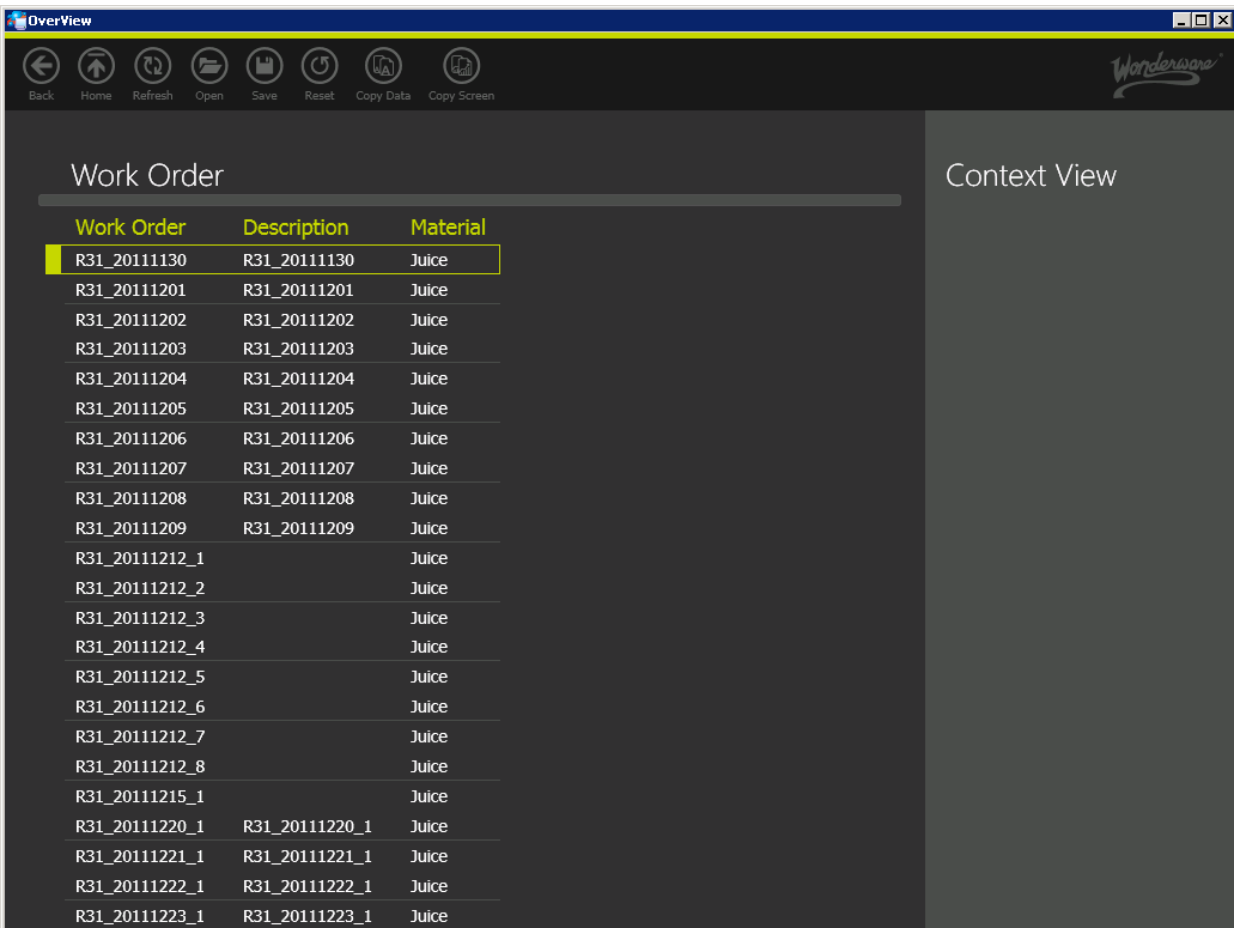 OverView
Back Home Refresh Open Save Reset Copy Data Copy Screen
Wonderware
Work Order
Context View
Work Order Description Material
R31_20111130 R31_20111130 Juice
R31_20111201 R31_20111201 Juice
R31_20111202 R31_20111202 Juice
R31_20111203 R31_20111203 Juice
R31_20111204 R31_20111204 Juice
R31_20111205 R31_20111205 Juice
R31_20111206 R31_20111206 Juice
R31_20111207 R31_20111207 Juice
R31_20111208 R31_20111208 Juice
R31_20111209 R31_20111209 Juice
R31_20111212_1 Juice
R31_20111212_2 Juice
R31_20111212_3 Juice
R31_20111212_4 Juice
R31_20111212_5 Juice
R31_20111212_6 Juice
R31_20111212_7 Juice
R31_20111212_8 Juice
R31_20111215_1 Juice
R31_20111220_1 R31_20111220_1 Juice
R31_20111221_1 R31_20111221_1 Juice
R31_20111222_1 R31_20111222_1 Juice
R31_20111223_1 R31_20111223_1 Juice